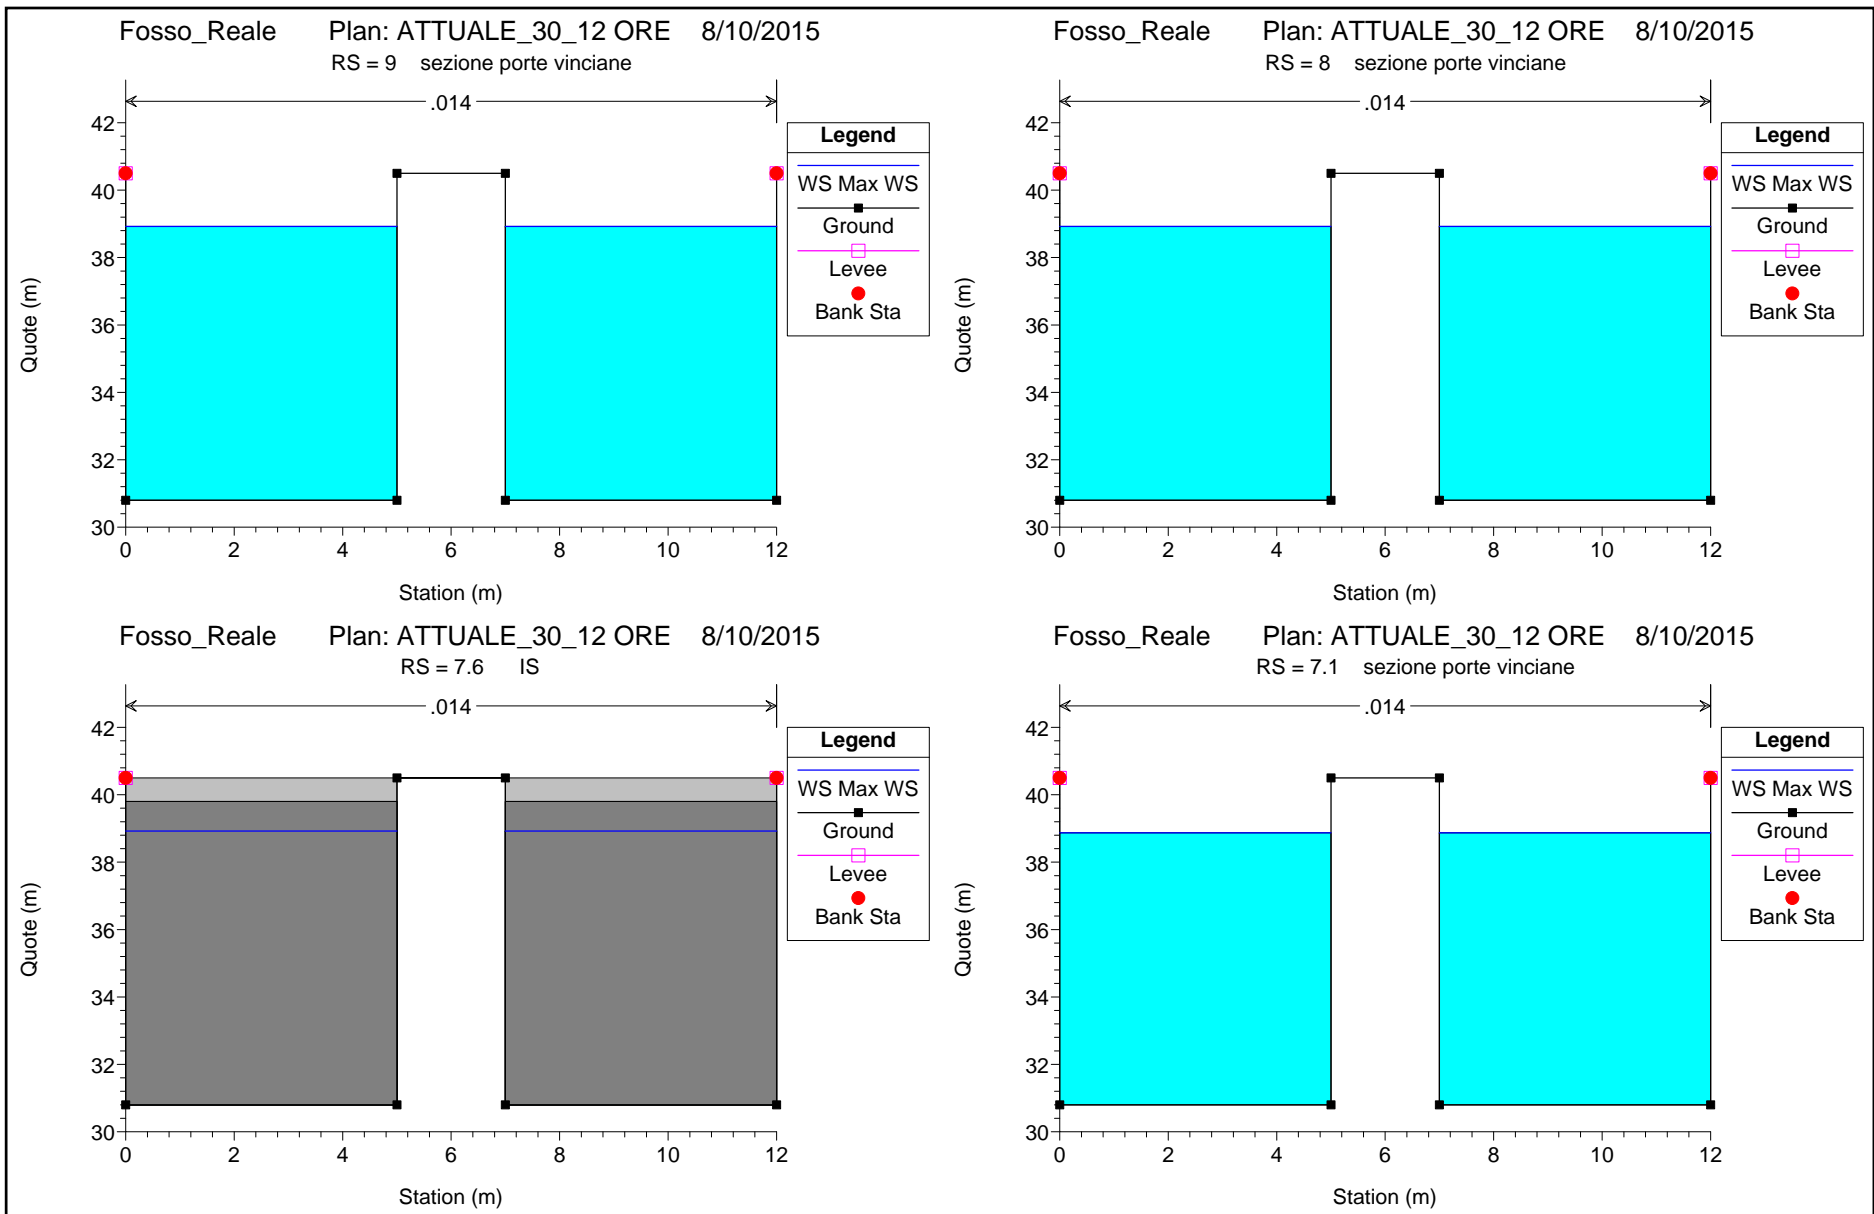 Fosso_Reale Plan: ATTUALE_30_12 ORE 8/10/2015
RS = 9 sezione porte vinciane
.014
42
40
38
36
34
32
30
0 2 4 6 8 10 12
Quote (m)
Station (m)
Legend
WS Max WS
Ground
Levee
Bank Sta
Fosso_Reale Plan: ATTUALE_30_12 ORE 8/10/2015
RS = 8 sezione porte vinciane
.014
42
40
38
36
34
32
30
0 2 4 6 8 10 12
Quote (m)
Station (m)
Legend
WS Max WS
Ground
Levee
Bank Sta
Fosso_Reale Plan: ATTUALE_30_12 ORE 8/10/2015
RS = 7.6 IS
.014
42
40
38
36
34
32
30
0 2 4 6 8 10 12
Quote (m)
Station (m)
Legend
WS Max WS
Ground
Levee
Bank Sta
Fosso_Reale Plan: ATTUALE_30_12 ORE 8/10/2015
RS = 7.1 sezione porte vinciane
.014
42
40
38
36
34
32
30
0 2 4 6 8 10 12
Quote (m)
Station (m)
Legend
WS Max WS
Ground
Levee
Bank Sta